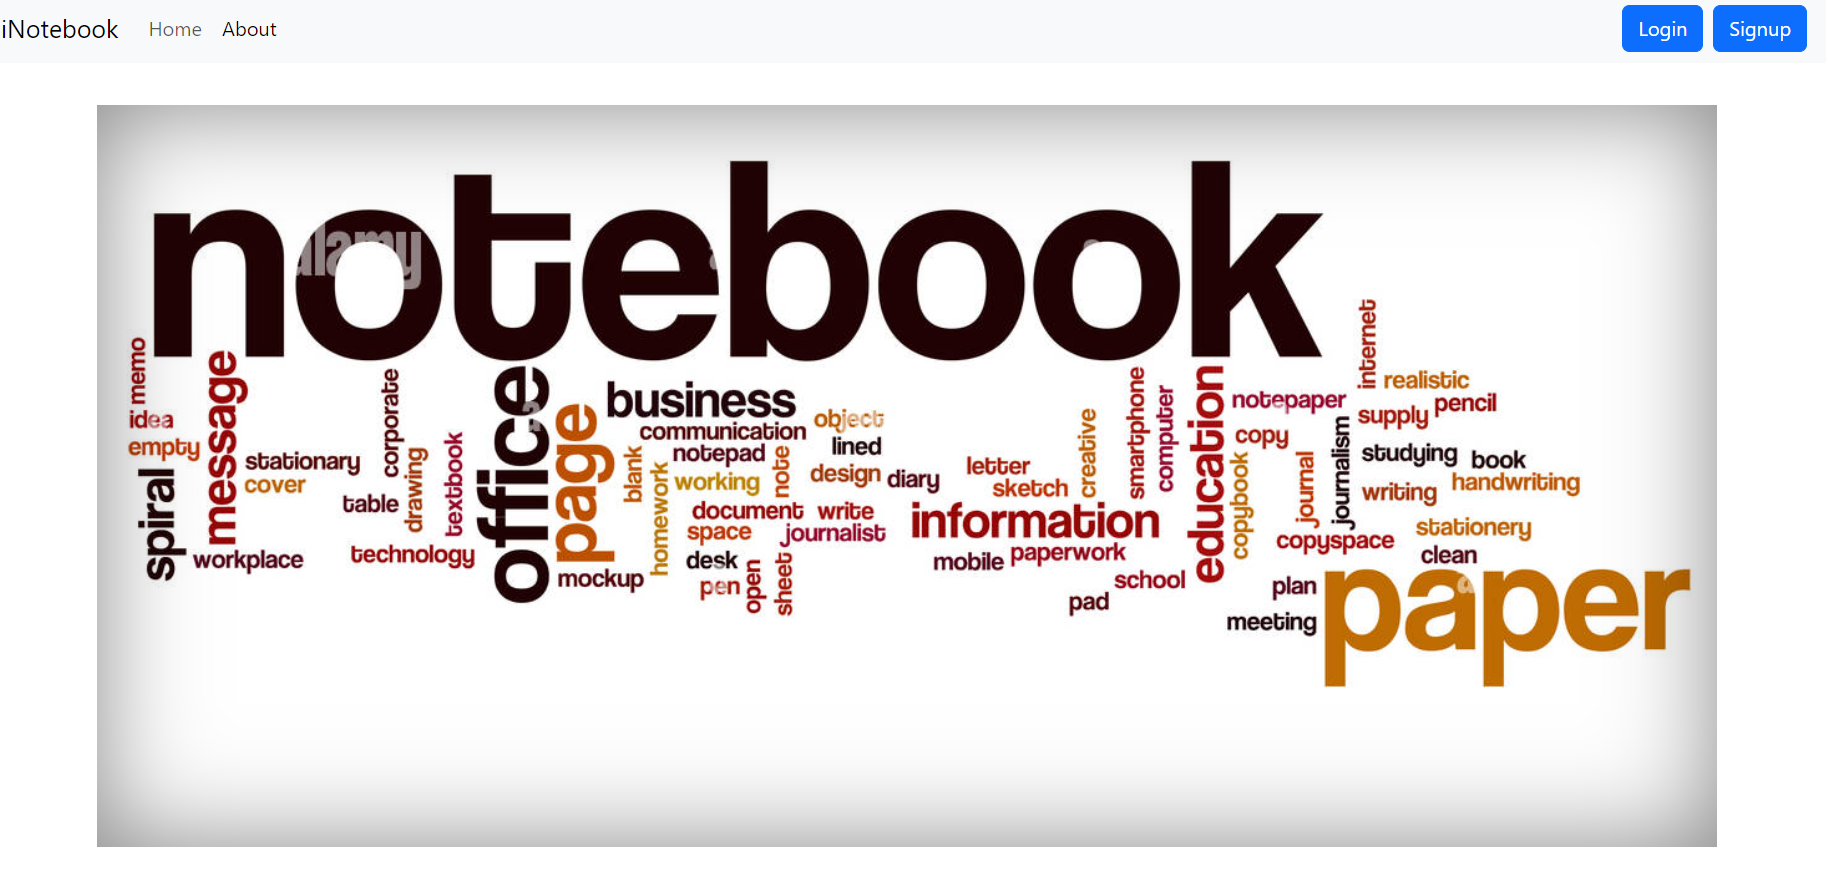 iNotebook Home About Login Signup
notebook
alamy
a
a
internet
memo
message
idea
empty
spiral
stationary
cover
workplace
corporate
table
drawing
textbook
technology
office
a
page
business
communication
notepad
object
lined
blank
homework
working
note
design
diary
document
write
space
journalist
desk
mockup
pen
open
sheet
letter
sketch
creative
smartphone
computer
information
mobile
paperwork
school
pad
education
notepaper
copy
copybook
journal
journalism
realistic
supply
pencil
studying
book
writing
handwriting
copyspace
stationery
clean
plan
meeting
paper
a